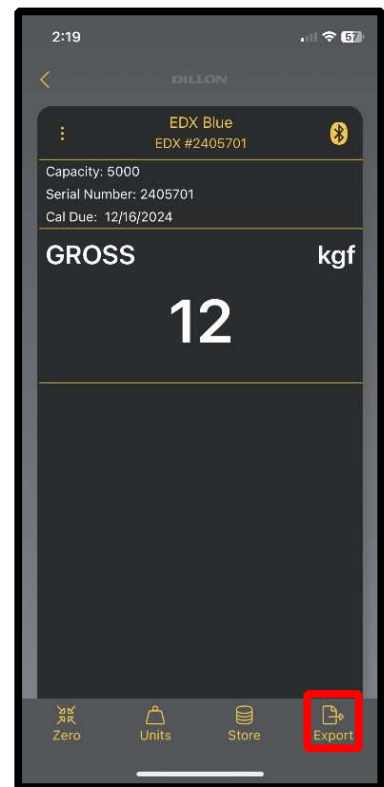 2:19
57
DILLON
EDX Blue
EDX #2405701
Capacity: 5000
Serial Number: 2405701
Cal Due: 12/16/2024
GROSS kgf
12
Zero Units Store Export